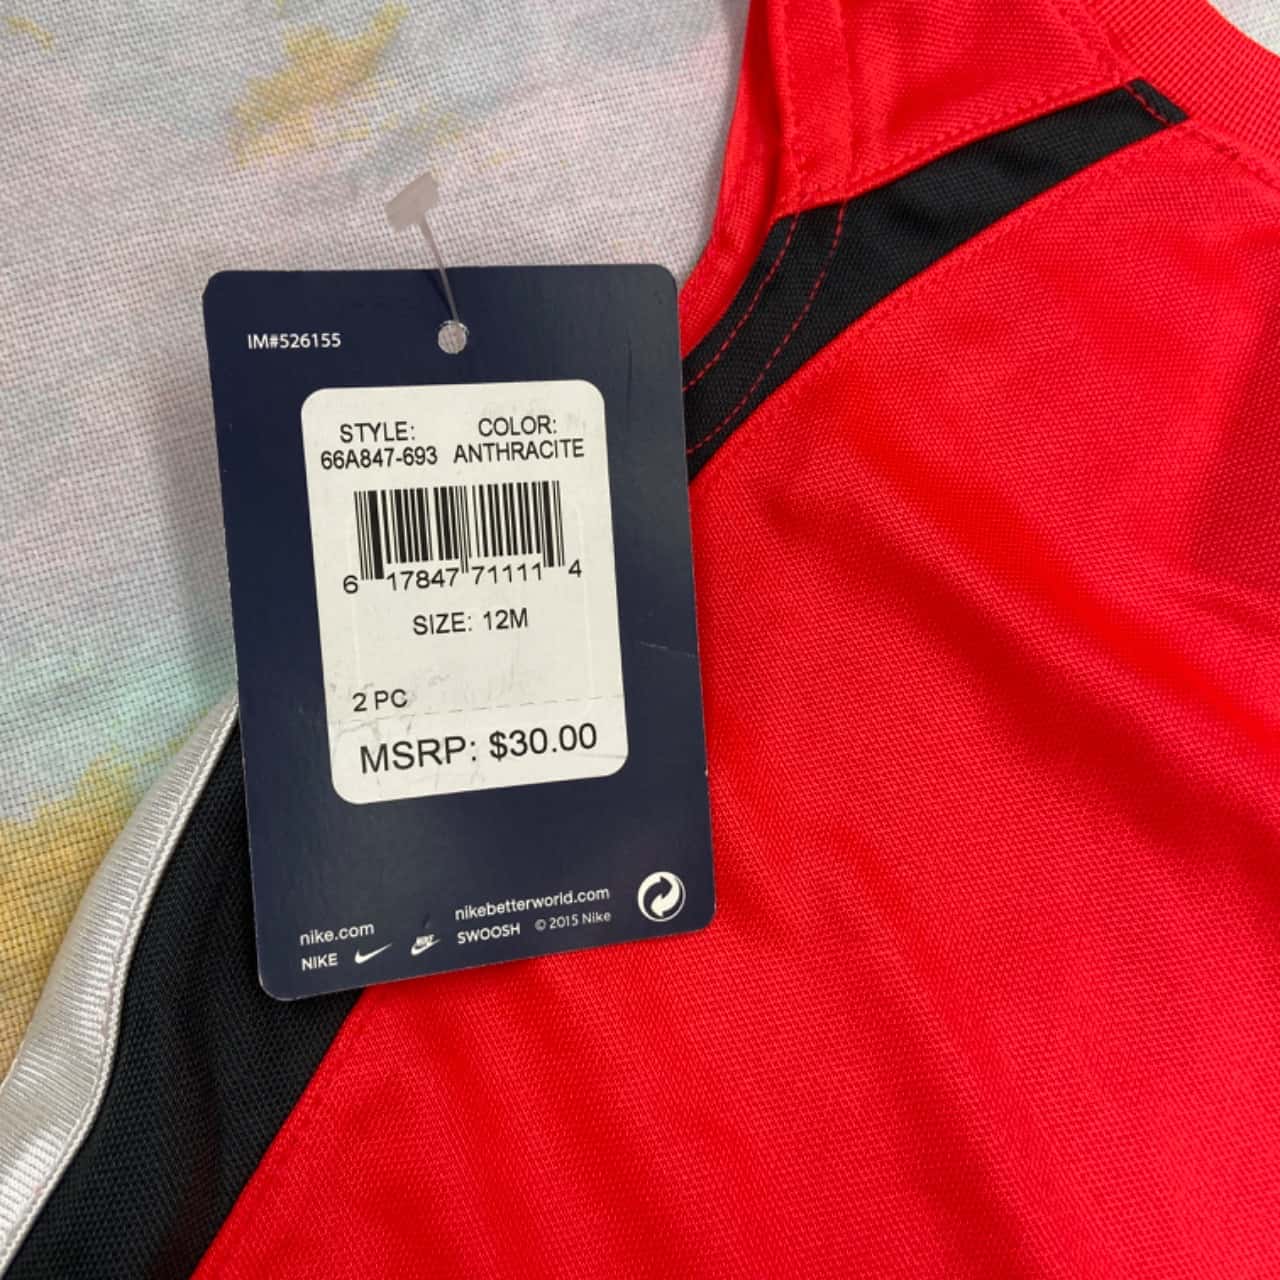 IM#526155
STYLE: COLOR:
66A847-693 ANTHRACITE
6 17847 71111 4
SIZE: 12M
2 PC
MSRP: $30.00
nike.com nikebetterworld.com
NIKE NIKE SWOOSH © 2015 Nike